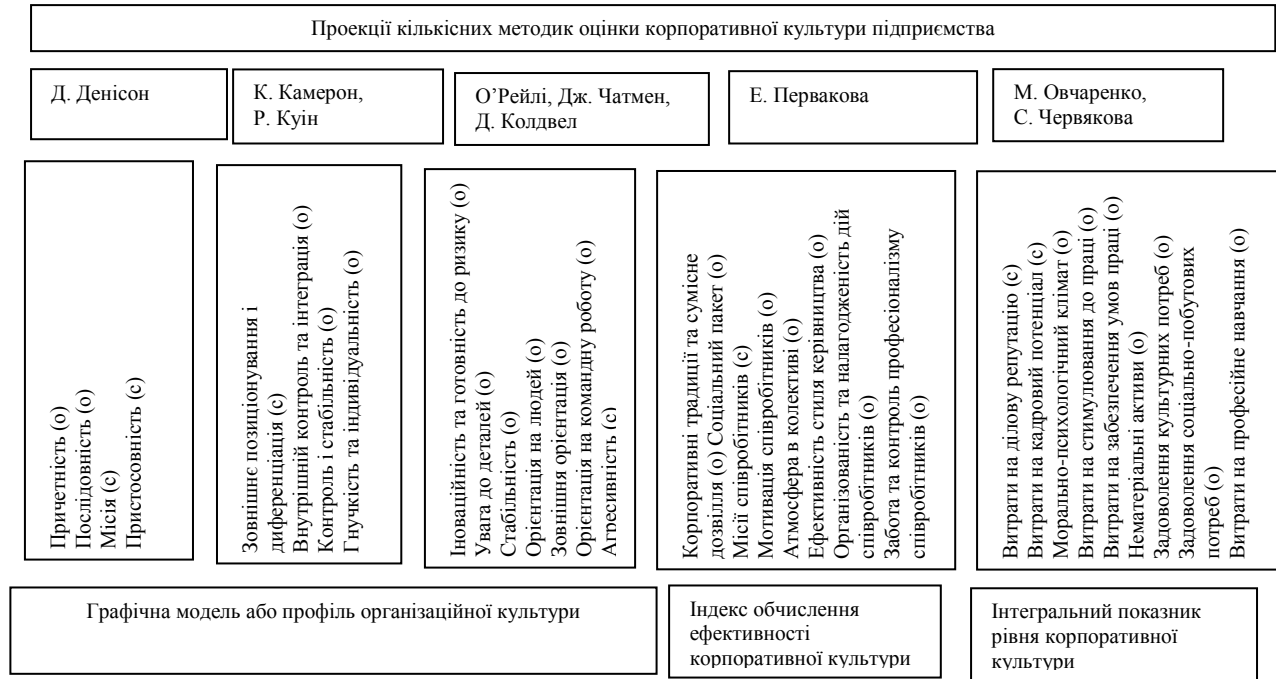 Проекції кількісних методик оцінки корпоративної культури підприємства
Д. Денісон
К. Камерон,
Р. Куін
О’Рейлі, Дж. Чатмен,
Д. Колдвел
Е. Первакова
М. Овчаренко,
С. Червякова
Причетність (о)
Послідовність (о)
Місія (с)
Пристосовність (с)
Зовнішнє позиціонування і
диференціація (с)
Внутрішній контроль та інтеграція (о)
Контроль і стабільність (о)
Гнучкість та індивідуальність (о)
Іноваційність та готовність до ризику (о)
Увага до деталей (о)
Стабільність (о)
Орієнтація на людей (о)
Зовнішня орієнтація (о)
Орієнтація на командну роботу (о)
Агресивність (с)
Корпоративні традиції та сумісне
дозвілля (о) Соціальний пакет (о)
Місії співробітників (с)
Мотивація співробітників (о)
Атмосфера в колективі (о)
Ефективність стиля керівництва (о)
Організованість та налагодженість дій
співробітників (о)
Забота та контроль професіоналізму
співробітників (о)
Витрати на ділову репутацію (с)
Витрати на кадровий потенціал (с)
Морально-психологічний клімат (о)
Витрати на стимулювання до праці (о)
Витрати на забезпечення умов праці (о)
Нематеріальні активи (о)
Задоволення культурних потреб (о)
Задоволення соціально-побутових
потреб (о)
Витрати на професійне навчання (о)
Графічна модель або профіль організаційної культури
Індекс обчислення
ефективності
корпоративної культури
Інтегральний показник
рівня корпоративної
культури